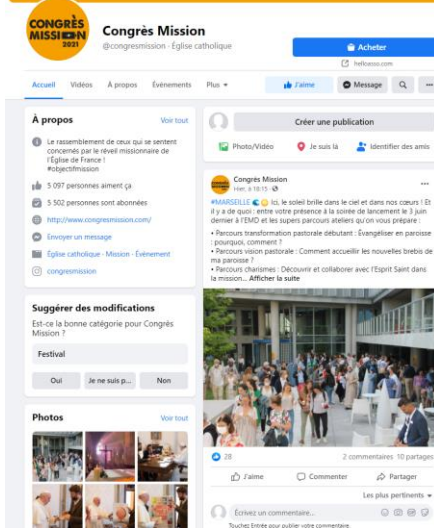 CONGRÈS
MISSION
2021
Congrès Mission
@congresmission · Église catholique
Acheter
helloasso.com
Accueil Vidéos À propos Évènements Plus
J'aime Message
À propos Voir tout
Le rassemblement de ceux qui se sentent
concernés par le réveil missionnaire de
l'Église de France !
#objectifmission
5 097 personnes aiment ça
5 502 personnes sont abonnées
http://www.congresmission.com/
Envoyer un message
Église catholique · Mission · Évènement
congresmission
Suggérer des modifications
Est-ce la bonne catégorie pour Congrès
Mission ?
Festival
Oui Je ne suis p... Non
Photos Voir tout
Créer une publication
Photo/Vidéo Je suis là Identifier des amis
Congrès Mission
Hier, à 18:15
#MARSEILLE Ici, le soleil brille dans le ciel et dans nos cœurs ! Et
il y a de quoi : entre votre présence à la soirée de lancement le 3 juin
dernier à l'EMD et les supers parcours ateliers qu'on vous prépare :
• Parcours transformation pastorale débutant : Évangéliser en paroisse
: pourquoi, comment ?
• Parcours vision pastorale : Comment accueillir les nouvelles brebis de
ma paroisse ?
• Parcours charismes : Découvrir et collaborer avec l'Esprit Saint dans
la mission... Afficher la suite
28 2 commentaires 10 partages
J'aime Commenter Partager
Les plus pertinents
Écrivez un commentaire...
Touchez Entrée pour publier votre commentaire.